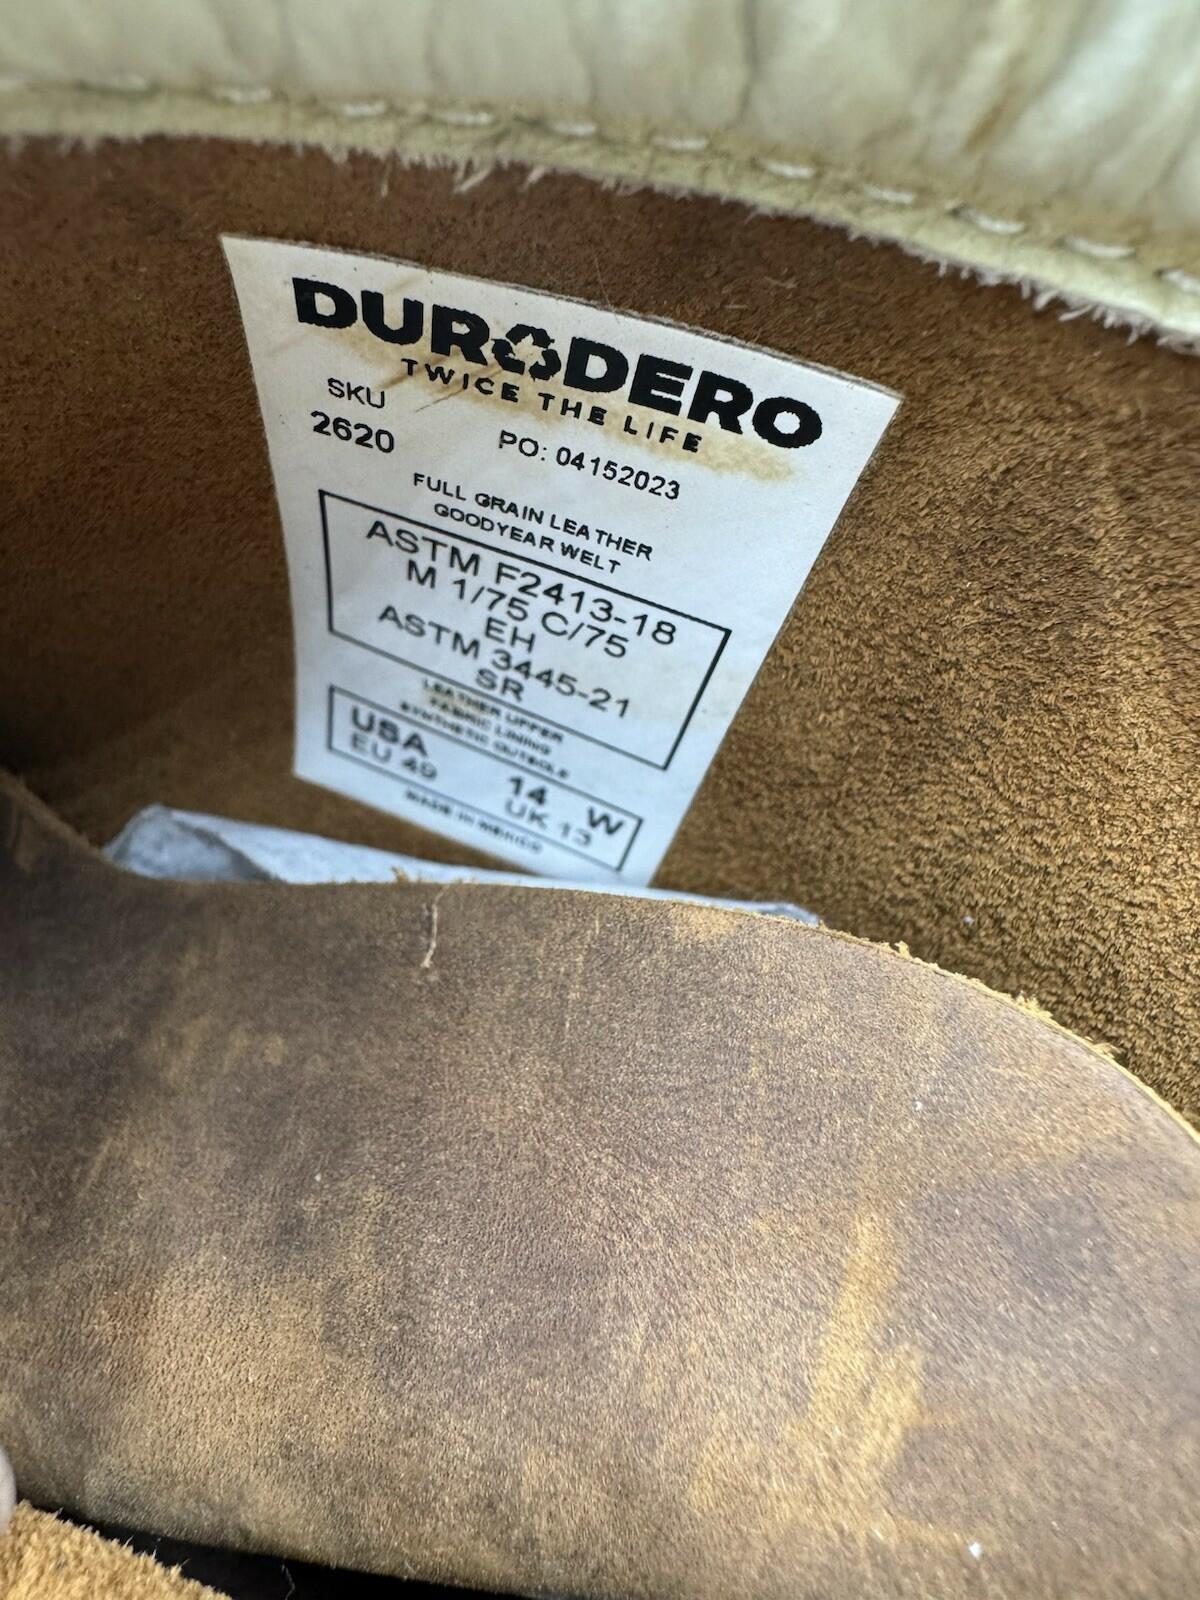 DURODERO
TWICE THE LIFE
SKU
2620
PO: 04152023
FULL GRAIN LEATHER
GOODYEAR WELT
ASTM F2413-18
M 1/75 C/75
EH
ASTM 3445-21
SR
LEATHER UPPER
FABRIC LINING
SYNTHETIC OUTSOLE
USA 14 W
EU 49 UK 13
MADE IN MEXICO